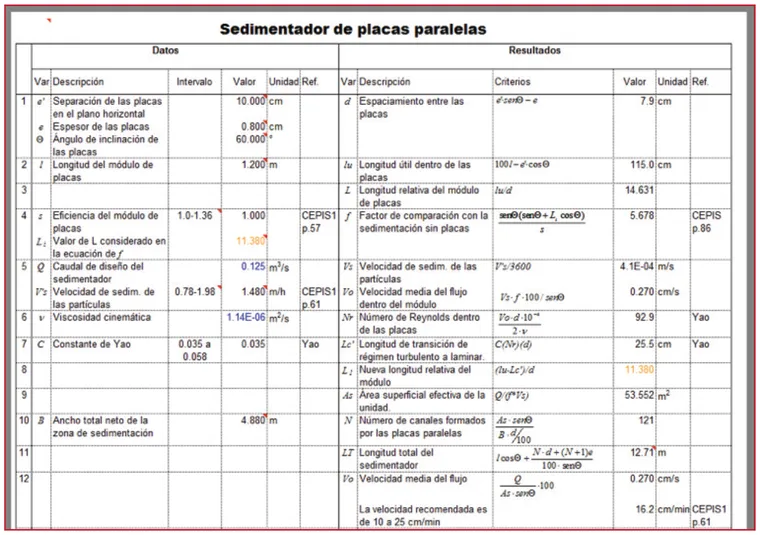 Sedimentador de placas paralelas
Datos Resultados
Var Descripción Intervalo Valor Unidad Ref. Var Descripción Criterios Valor Unidad Ref.
1 e' Separación de las placas 10.000 cm d Espaciamiento entre las e'·senΘ – e 7.9 cm
en el plano horizontal placas
e Espesor de las placas 0.800 cm
Θ Ángulo de inclinación de 60.000 °
las placas
2 l Longitud del módulo de 1.200 m lu Longitud útil dentro de las 100l – e'·cosΘ 115.0 cm
placas placas
3 L Longitud relativa del módulo lu/d 14.631
de placas
4 s Eficiencia del módulo de 1.0-1.36 1.000 CEPIS1 f Factor de comparación con la senΘ(senΘ+L₁ cosΘ) 5.678 CEPIS
placas p.57 sedimentación sin placas s p.86
L₁ Valor de L considerado en 11.380
la ecuación de f
5 Q Caudal de diseño del 0.125 m³/s Vs Velocidad de sedim. de las V's/3600 4.1E-04 m/s
sedimentador partículas
V's Velocidad de sedim. de 0.78-1.98 1.480 m/h CEPIS1 Vo Velocidad media del flujo Vs·f·100/senΘ 0.270 cm/s
las partículas p.61 dentro del módulo
6 ν Viscosidad cinemática 1.14E-06 m²/s Nr Número de Reynolds dentro Vo·d·10⁻⁴ 92.9 Yao
de las placas 2·ν
7 C Constante de Yao 0.035 a 0.035 Yao Lc' Longitud de transición de C(Nr)(d) 25.5 cm Yao
0.058 régimen turbulento a laminar.
8 L₁ Nueva longitud relativa del (lu-Lc')/d 11.380
módulo
9 As Área superficial efectiva de la Q/(f*Vs) 53.552 m²
unidad.
10 B Ancho total neto de la 4.880 m N Número de canales formados As·senΘ 121
zona de sedimentación por las placas paralelas B·d/100
11 LT Longitud total del l cosΘ + N·d+(N+1)e 12.71 m
sedimentador 100·senΘ
12 Vo Velocidad media del flujo Q ·100 0.270 cm/s
As·senΘ
La velocidad recomendada es 16.2 cm/min CEPIS1
de 10 a 25 cm/min p.61